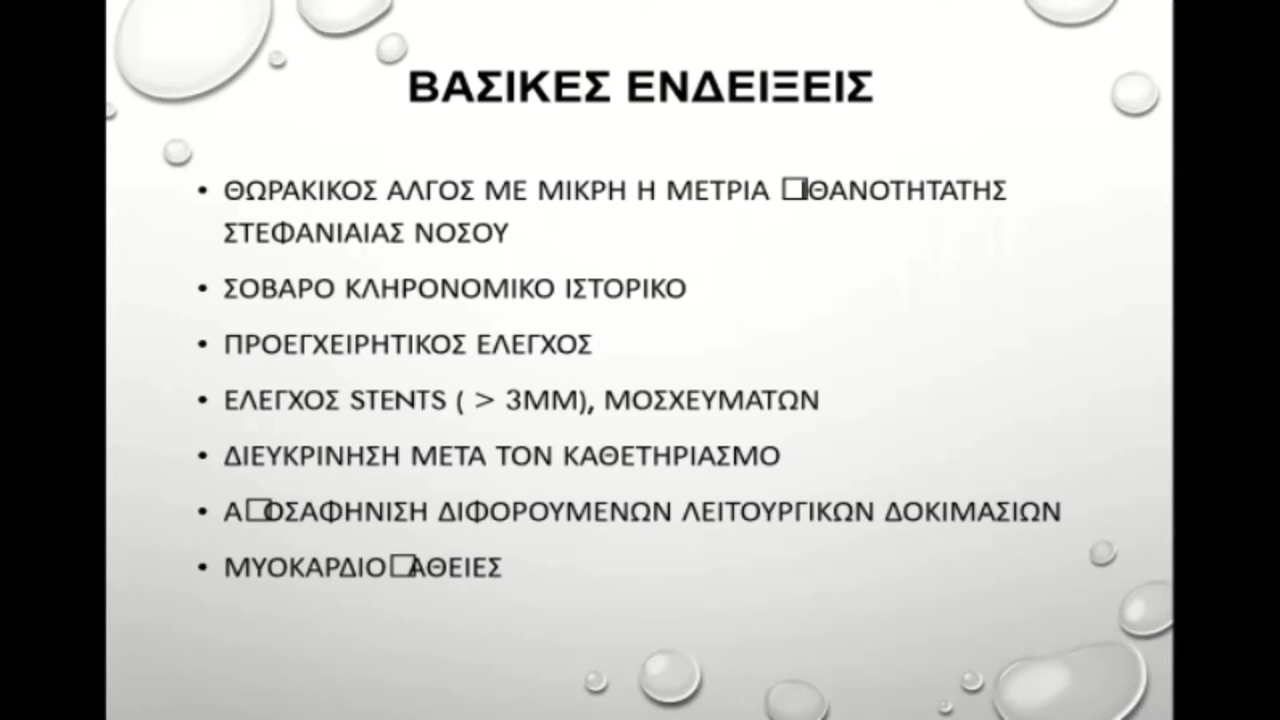 ΒΑΣΙΚΕΣ ΕΝΔΕΙΞΕΙΣ
• ΘΩΡΑΚΙΚΟΣ ΑΛΓΟΣ ΜΕ ΜΙΚΡΗ Η ΜΕΤΡΙΑ □ΙΘΑΝΟΤΗΤΑΤΗΣ
ΣΤΕΦΑΝΙΑΙΑΣ ΝΟΣΟΥ
• ΣΟΒΑΡΟ ΚΛΗΡΟΝΟΜΙΚΟ ΙΣΤΟΡΙΚΟ
• ΠΡΟΕΓΧΕΙΡΗΤΙΚΟΣ ΕΛΕΓΧΟΣ
• ΕΛΕΓΧΟΣ STENTS ( > 3MM), ΜΟΣΧΕΥΜΑΤΩΝ
• ΔΙΕΥΚΡΙΝΗΣΗ ΜΕΤΑ ΤΟΝ ΚΑΘΕΤΗΡΙΑΣΜΟ
• Α□ΟΣΑΦΗΝΙΣΗ ΔΙΦΟΡΟΥΜΕΝΩΝ ΛΕΙΤΟΥΡΓΙΚΩΝ ΔΟΚΙΜΑΣΙΩΝ
• ΜΥΟΚΑΡΔΙΟ□ΑΘΕΙΕΣ